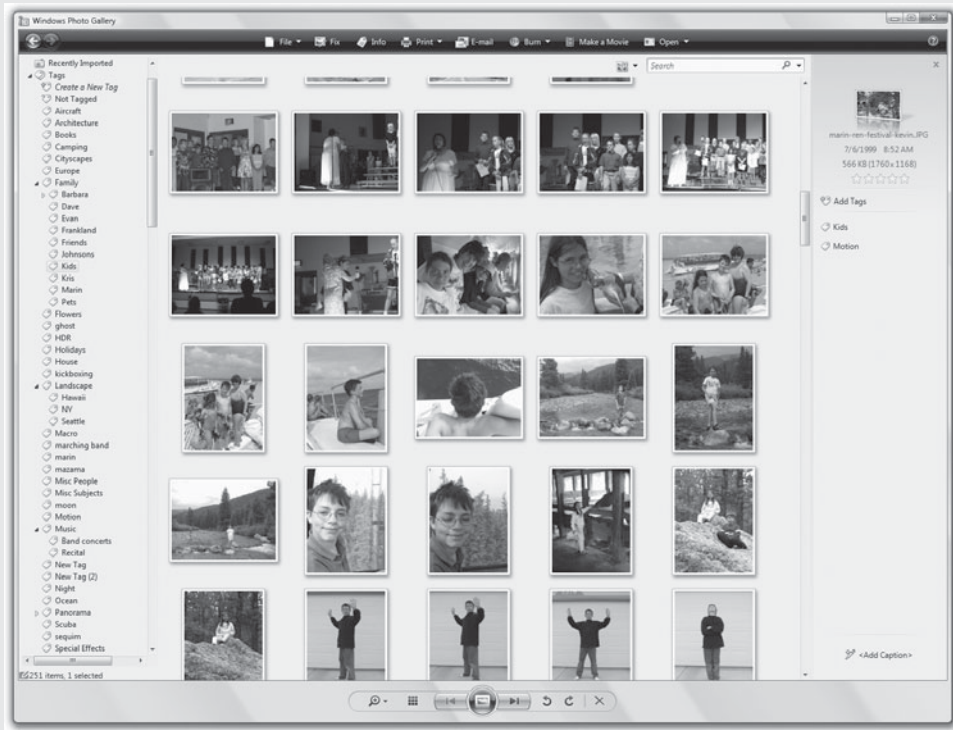 Windows Photo Gallery
File Fix Info Print E-mail Burn Make a Movie Open
Recently Imported
Tags
Create a New Tag
Not Tagged
Aircraft
Architecture
Books
Camping
Cityscapes
Europe
Family
Barbara
Dave
Evan
Frankland
Friends
Johnsons
Kids
Kris
Marin
Pets
Flowers
ghost
HDR
Holidays
House
kickboxing
Landscape
Hawaii
NY
Seattle
Macro
marching band
marin
mazama
Misc People
Misc Subjects
moon
Motion
Music
Band concerts
Recital
New Tag
New Tag (2)
Night
Ocean
Panorama
Scuba
sequim
Special Effects
251 items, 1 selected
Search
marin-ren-festival-kevin.JPG
7/6/1999 8:52 AM
566 KB (1760x1168)
Add Tags
Kids
Motion
<Add Caption>